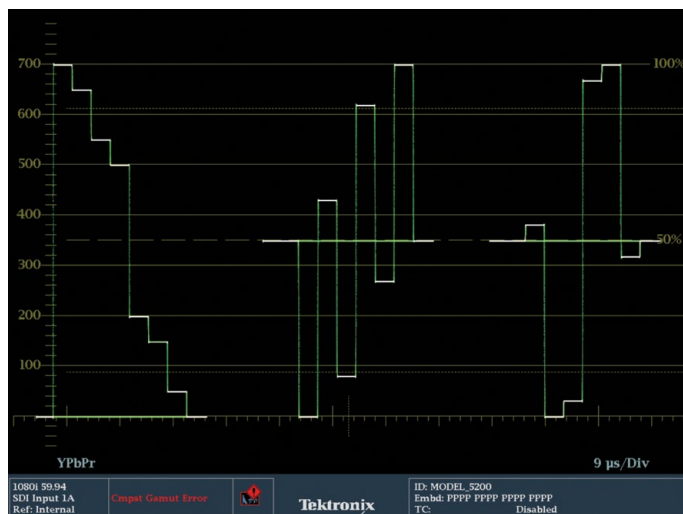 700
100%
600
500
400
50%
300
200
100
0
YPbPr
9 µs/Div
1080i 59.94
SDI Input 1A
Ref: Internal
Cmpst Gamut Error
Tektronix
ID: MODEL_5200
Embd: PPPP PPPP PPPP PPPP
TC: Disabled